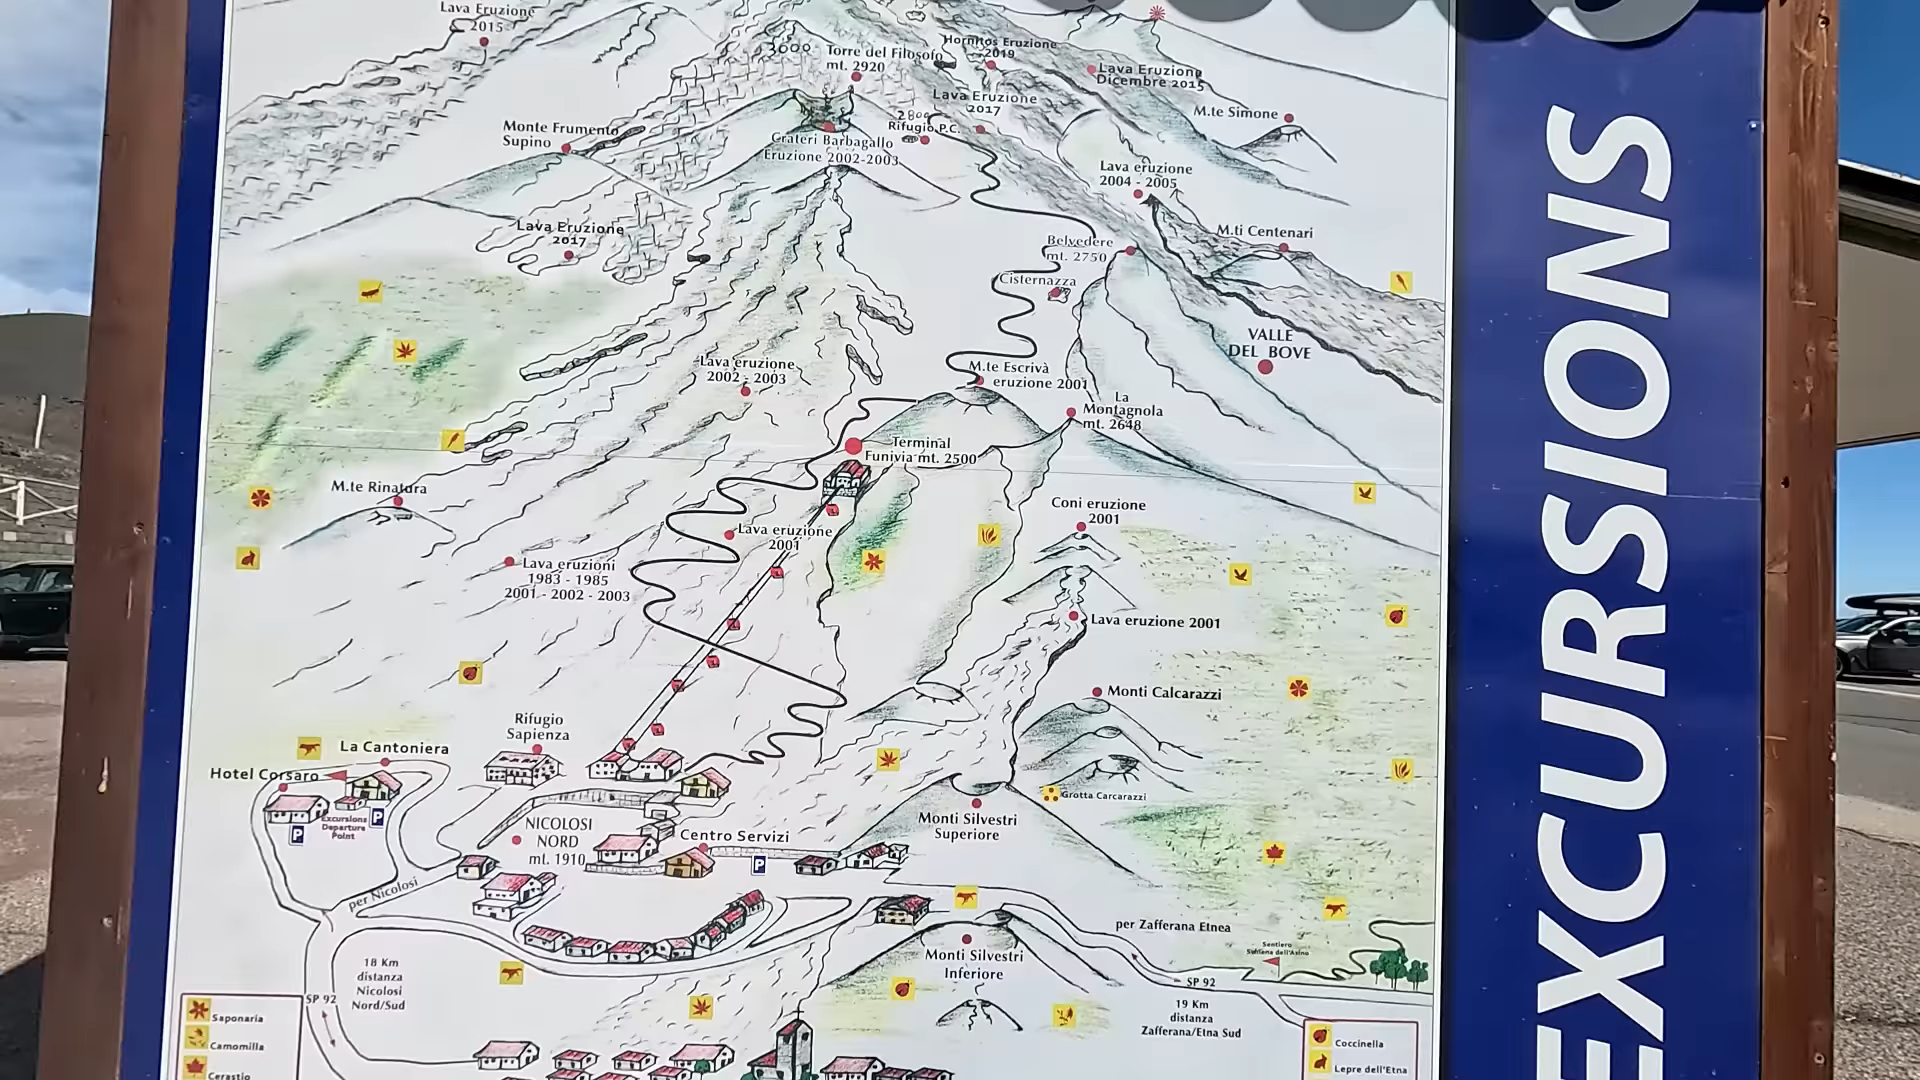 Lava Eruzione
2015
3000
Torre del Filosofo
mt. 2920
Hornitos Eruzione
2019
Lava Eruzione
Dicembre 2015
Lava Eruzione
2017
M.te Simone
2800
Rifugio P.C.
Monte Frumento
Supino
Crateri Barbagallo
Eruzione 2002-2003
Lava eruzione
2004 - 2005
Lava Eruzione
2017
M.ti Centenari
Belvedere
mt. 2750
Cisternazza
VALLE
DEL BOVE
Lava eruzione
2002 - 2003
M.te Escrivà
eruzione 2001
La
Montagnola
mt. 2648
Terminal
Funivia mt. 2500
M.te Rinatura
Coni eruzione
2001
Lava eruzione
2001
Lava eruzioni
1983 - 1985
2001 - 2002 - 2003
Lava eruzione 2001
Monti Calcarazzi
Rifugio
Sapienza
La Cantoniera
Hotel Corsaro
Excursions
Departure
Point
P
P
Grotta Carcarazzi
Monti Silvestri
Superiore
NICOLOSI
NORD
mt. 1910
Centro Servizi
P
per Nicolosi
per Zafferana Etnea
Monti Silvestri
Inferiore
Sentiero
Schiena dell'Asino
18 Km
distanza
Nicolosi
Nord/Sud
SP 92
SP 92
19 Km
distanza
Zafferana/Etna Sud
Saponaria
Camomilla
Cerastio
Coccinella
Lepre dell'Etna
EXCURSIONS